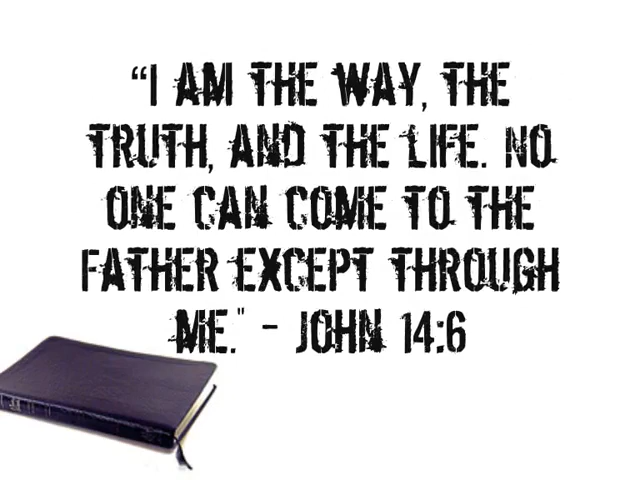 “I AM THE WAY, THE
TRUTH, AND THE LIFE. NO
ONE CAN COME TO THE
FATHER EXCEPT THROUGH
ME." - JOHN 14:6